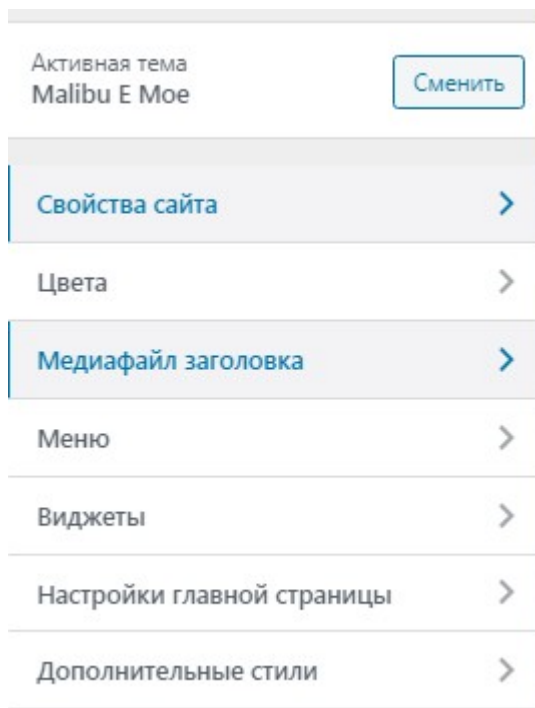 Активная тема
Malibu E Moe
Сменить
Свойства сайта
Цвета
Медиафайл заголовка
Меню
Виджеты
Настройки главной страницы
Дополнительные стили